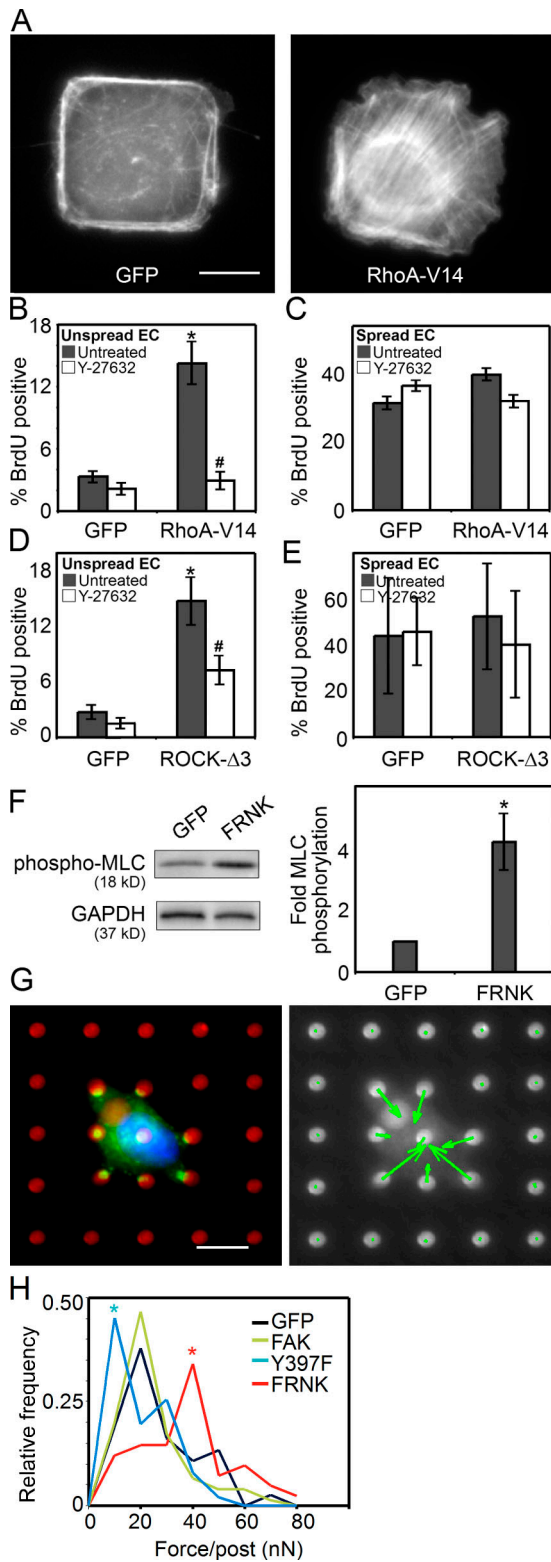 A
GFP
RhoA-V14
B
18
12
6
0
% BrdU positive
Unspread EC
Untreated
Y-27632
*
#
GFP
RhoA-V14
C
40
20
0
% BrdU positive
Spread EC
Untreated
Y-27632
GFP
RhoA-V14
D
18
12
6
0
% BrdU positive
Unspread EC
Untreated
Y-27632
*
#
GFP
ROCK-Δ3
E
80
60
40
20
0
% BrdU positive
Spread EC
Untreated
Y-27632
GFP
ROCK-Δ3
F
GFP
FRNK
phospho-MLC
(18 kD)
GAPDH
(37 kD)
Fold MLC
phosphorylation
4
2
0
*
GFP
FRNK
G
H
0.50
0.25
0
Relative frequency
*
*
GFP
FAK
Y397F
FRNK
0 20 40 60 80
Force/post (nN)